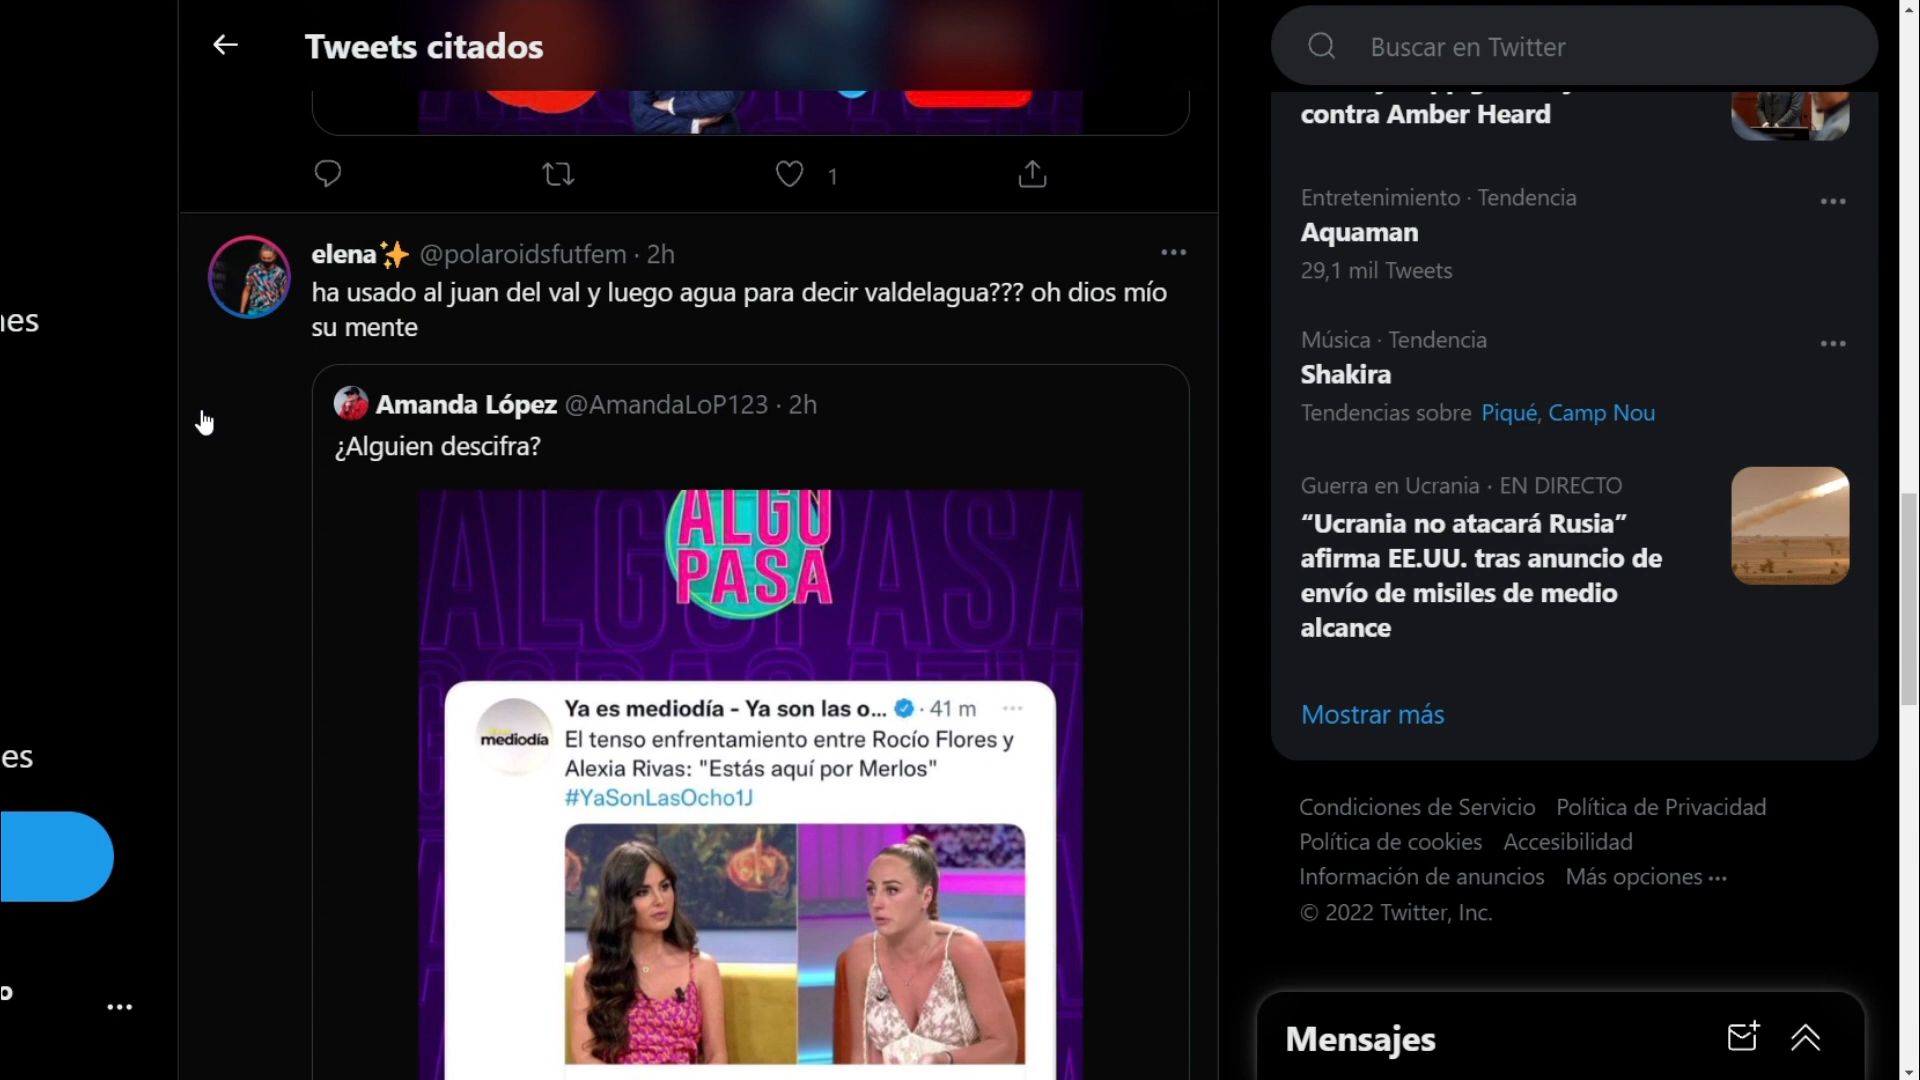 Tweets citados
1
elena✨ @polaroidsfutfem · 2h
ha usado al juan del val y luego agua para decir valdelagua??? oh dios mío
su mente
Amanda López @AmandaLoP123 · 2h
¿Alguien descifra?
ALGO
PASA
Ya es mediodía - Ya son las o... · 41 m
mediodía
El tenso enfrentamiento entre Rocío Flores y
Alexia Rivas: "Estás aquí por Merlos"
#YaSonLasOcho1J
Buscar en Twitter
contra Amber Heard
Entretenimiento · Tendencia
Aquaman
29,1 mil Tweets
Música · Tendencia
Shakira
Tendencias sobre Piqué, Camp Nou
Guerra en Ucrania · EN DIRECTO
“Ucrania no atacará Rusia”
afirma EE.UU. tras anuncio de
envío de misiles de medio
alcance
Mostrar más
Condiciones de Servicio Política de Privacidad
Política de cookies Accesibilidad
Información de anuncios Más opciones ···
© 2022 Twitter, Inc.
Mensajes